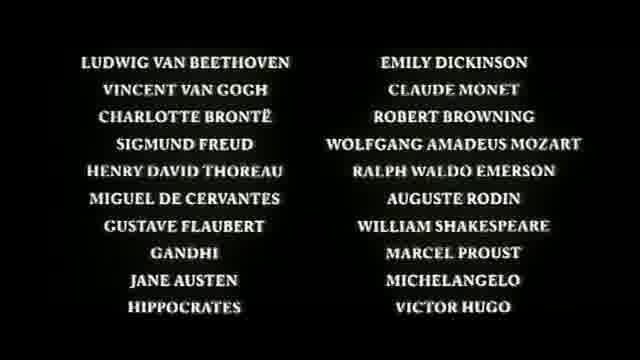 LUDWIG VAN BEETHOVEN
VINCENT VAN GOGH
CHARLOTTE BRONTË
SIGMUND FREUD
HENRY DAVID THOREAU
MIGUEL DE CERVANTES
GUSTAVE FLAUBERT
GANDHI
JANE AUSTEN
HIPPOCRATES
EMILY DICKINSON
CLAUDE MONET
ROBERT BROWNING
WOLFGANG AMADEUS MOZART
RALPH WALDO EMERSON
AUGUSTE RODIN
WILLIAM SHAKESPEARE
MARCEL PROUST
MICHELANGELO
VICTOR HUGO